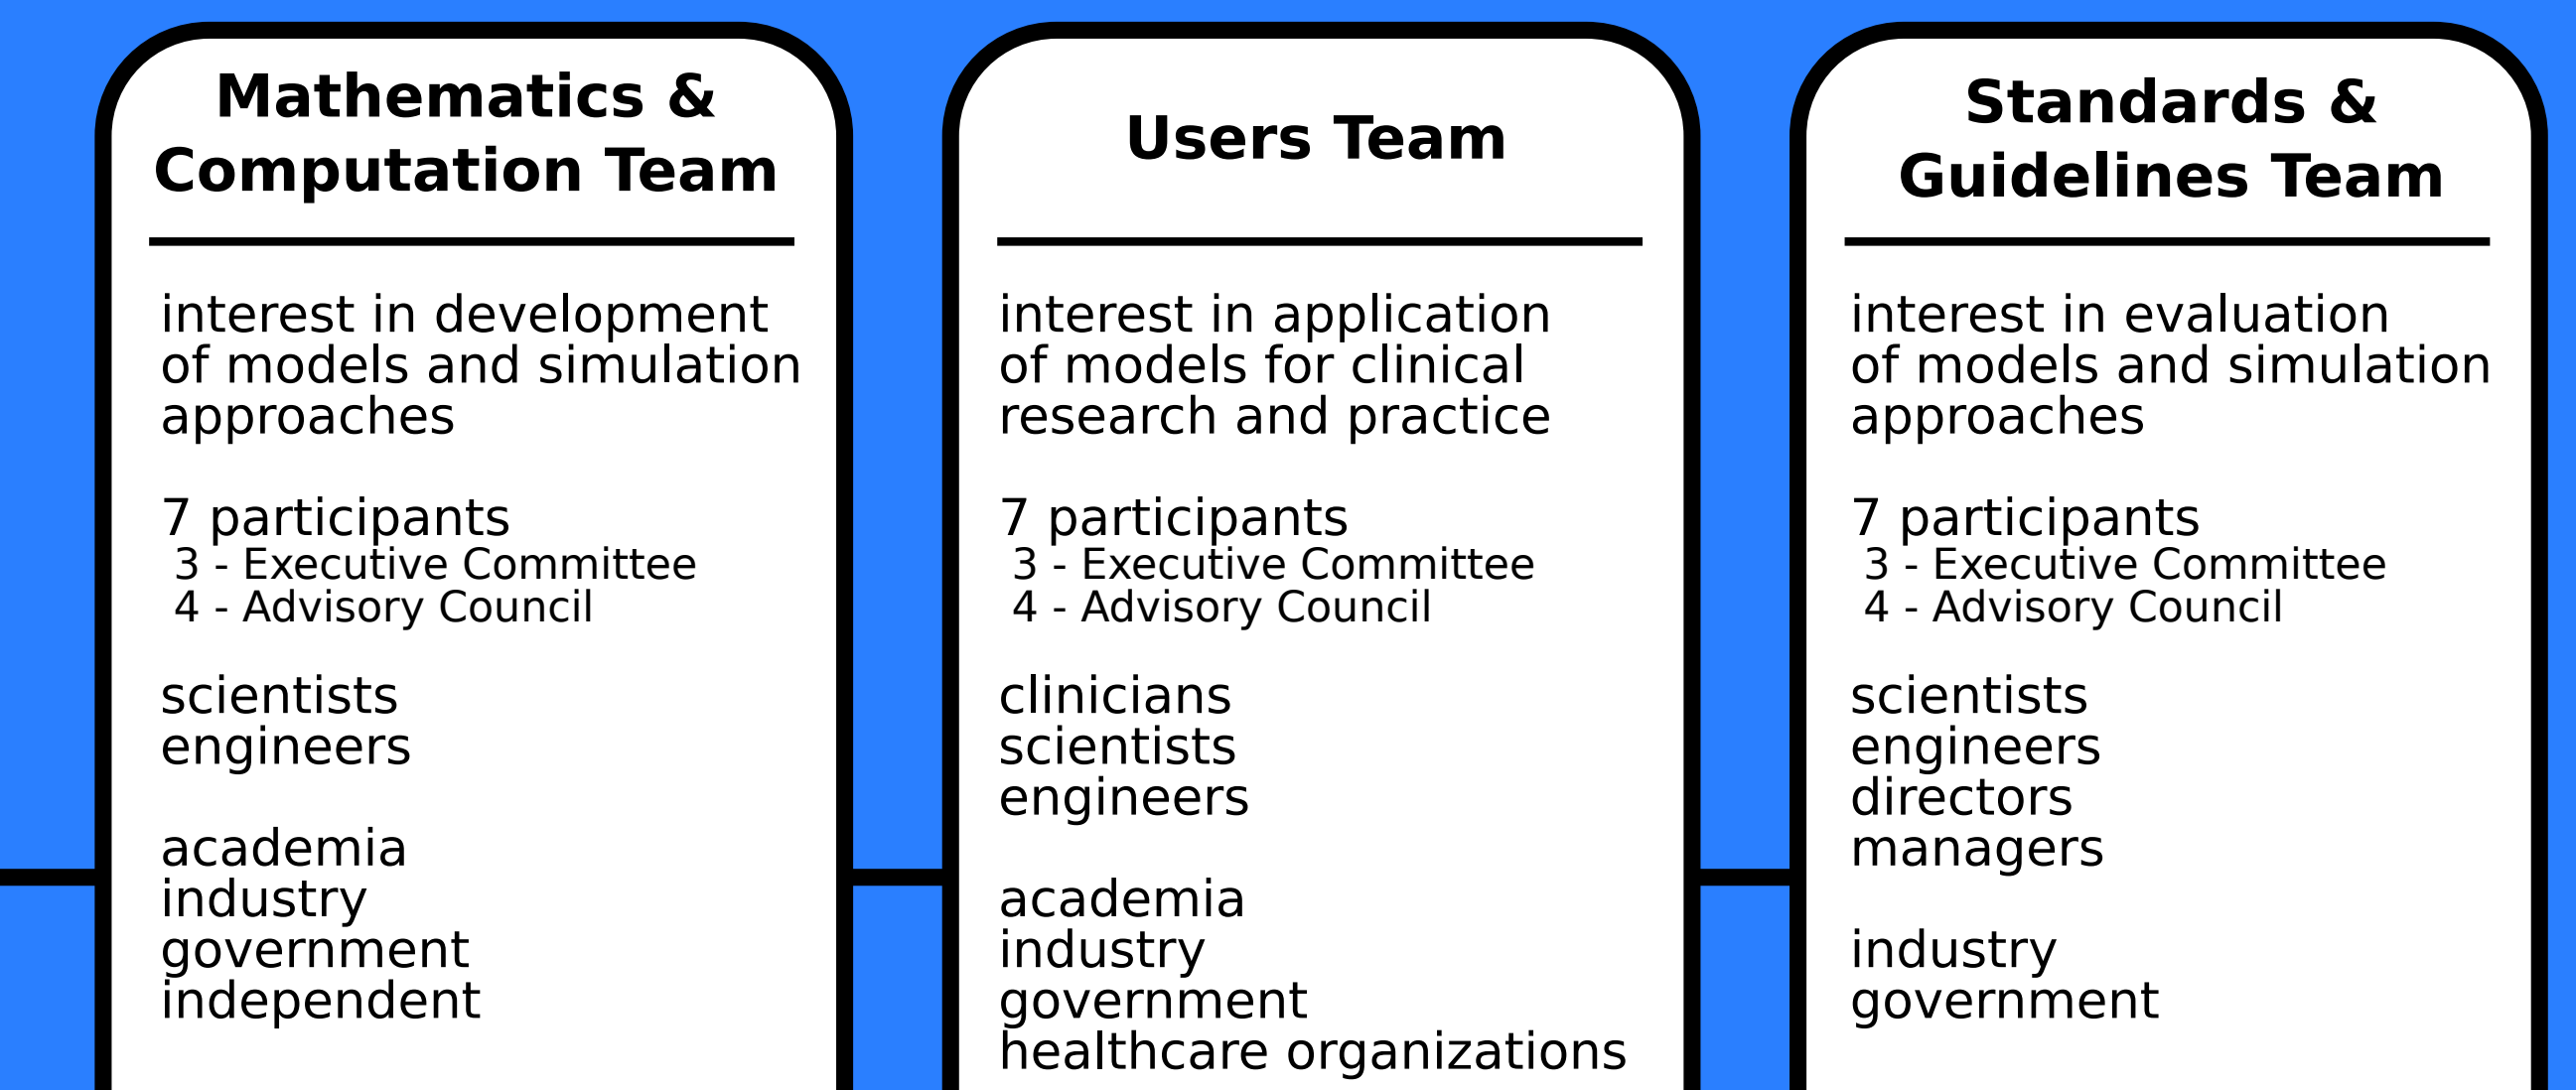 Mathematics &
Computation Team
interest in development
of models and simulation
approaches
7 participants
3 - Executive Committee
4 - Advisory Council
scientists
engineers
academia
industry
government
independent
Users Team
interest in application
of models for clinical
research and practice
7 participants
3 - Executive Committee
4 - Advisory Council
clinicians
scientists
engineers
academia
industry
government
healthcare organizations
Standards &
Guidelines Team
interest in evaluation
of models and simulation
approaches
7 participants
3 - Executive Committee
4 - Advisory Council
scientists
engineers
directors
managers
industry
government